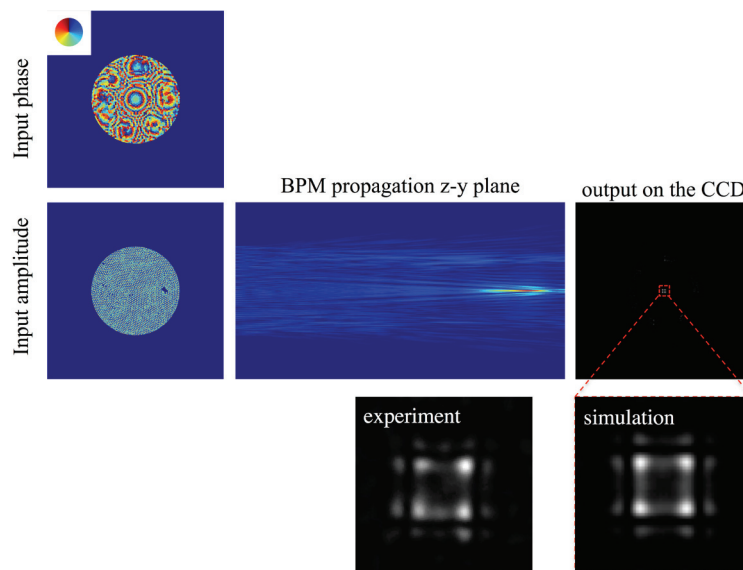 Input phase
BPM propagation z-y plane
output on the CCD
Input amplitude
experiment
simulation